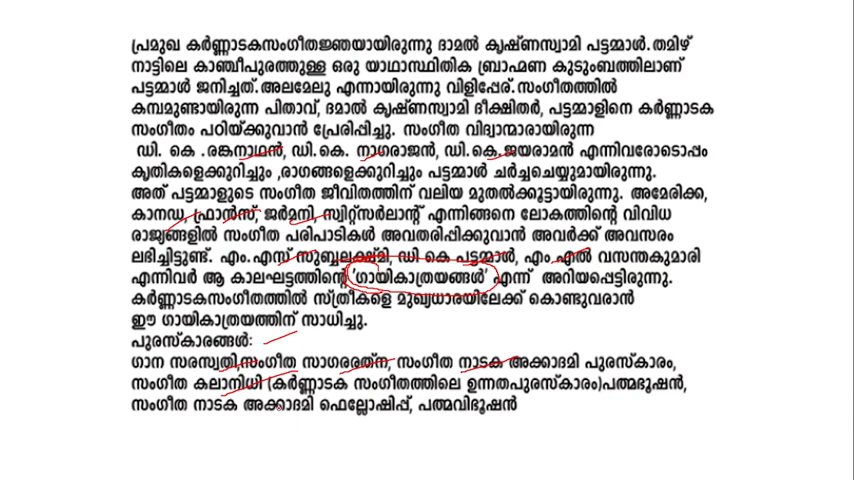 പ്രമുഖ കർണ്ണാടകസംഗീതജ്ഞയായിരുന്നു ദാമൽ കൃഷ്ണസ്വാമി പട്ടമ്മാൾ.തമിഴ്
നാട്ടിലെ കാഞ്ചീപുരത്തുള്ള ഒരു യാഥാസ്ഥിതിക ബ്രാഹ്മണ കുടുംബത്തിലാണ്
പട്ടമ്മാൾ ജനിച്ചത്.അലമേലു എന്നായിരുന്നു വിളിപ്പേര്.സംഗീതത്തിൽ
കമ്പമുണ്ടായിരുന്ന പിതാവ്, ദമാൽ കൃഷ്ണസ്വാമി ദീക്ഷിതർ, പട്ടമ്മാളിനെ കർണ്ണാടക
സംഗീതം പഠിയ്ക്കുവാൻ പ്രേരിപ്പിച്ചു. സംഗീത വിദ്വാന്മാരായിരുന്ന
ഡി. കെ .രങ്കനാഥൻ, ഡി.കെ. നാഗരാജൻ, ഡി.കെ.ജയരാമൻ എന്നിവരോടൊപ്പം
കൃതികളെക്കുറിച്ചും ,രാഗങ്ങളെക്കുറിച്ചും പട്ടമ്മാൾ ചർച്ചചെയ്യുമായിരുന്നു.
അത് പട്ടമ്മാളുടെ സംഗീത ജീവിതത്തിന് വലിയ മുതൽക്കൂട്ടായിരുന്നു. അമേരിക്ക,
കാനഡ, ഫ്രാൻസ്, ജർമനി, സ്വിറ്റ്സർലാന്റ് എന്നിങ്ങനെ ലോകത്തിന്റെ വിവിധ
രാജ്യങ്ങളിൽ സംഗീത പരിപാടികൾ അവതരിപ്പിക്കുവാൻ അവർക്ക് അവസരം
ലഭിച്ചിട്ടുണ്ട്. എം.എസ്സ് സുബ്ബലക്ഷ്മി, ഡി കെ പട്ടമ്മാൾ, എം.എൽ വസന്തകുമാരി
എന്നിവർ ആ കാലഘട്ടത്തിന്റെ 'ഗായികാത്രയങ്ങൾ' എന്ന് അറിയപ്പെട്ടിരുന്നു.
കർണ്ണാടകസംഗീതത്തിൽ സ്ത്രീകളെ മുഖ്യധാരയിലേക്ക് കൊണ്ടുവരാൻ
ഈ ഗായികാത്രയത്തിന് സാധിച്ചു.
പുരസ്കാരങ്ങൾ:
ഗാന സരസ്വതി,സംഗീത സാഗരരത്ന, സംഗീത നാടക അക്കാദമി പുരസ്കാരം,
സംഗീത കലാനിധി (കർണ്ണാടക സംഗീതത്തിലെ ഉന്നതപുരസ്കാരം)പത്മഭൂഷൻ,
സംഗീത നാടക അക്കാദമി ഫെല്ലോഷിപ്പ്, പത്മവിഭൂഷൻ